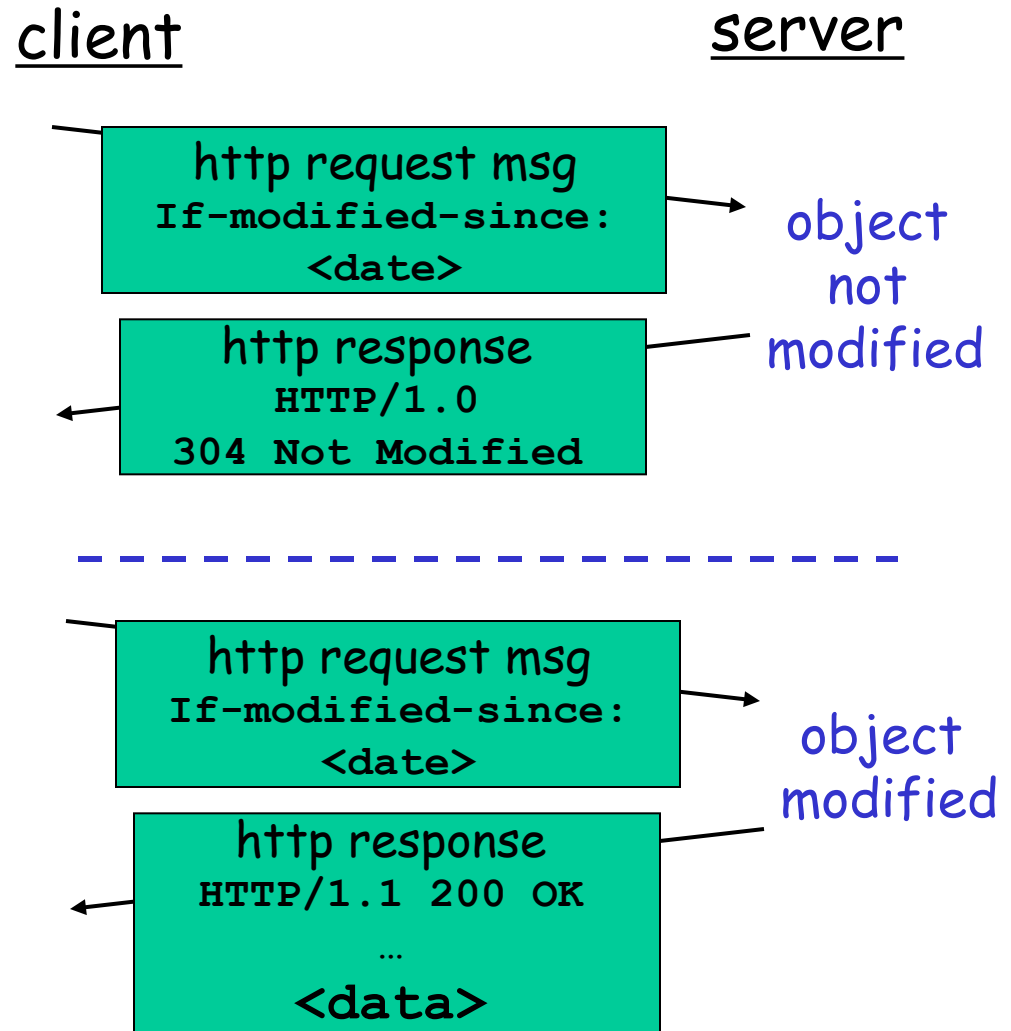 client
server
http request msg
If-modified-since:
<date>
object
not
modified
http response
HTTP/1.0
304 Not Modified
http request msg
If-modified-since:
<date>
object
modified
http response
HTTP/1.1 200 OK
…
<data>